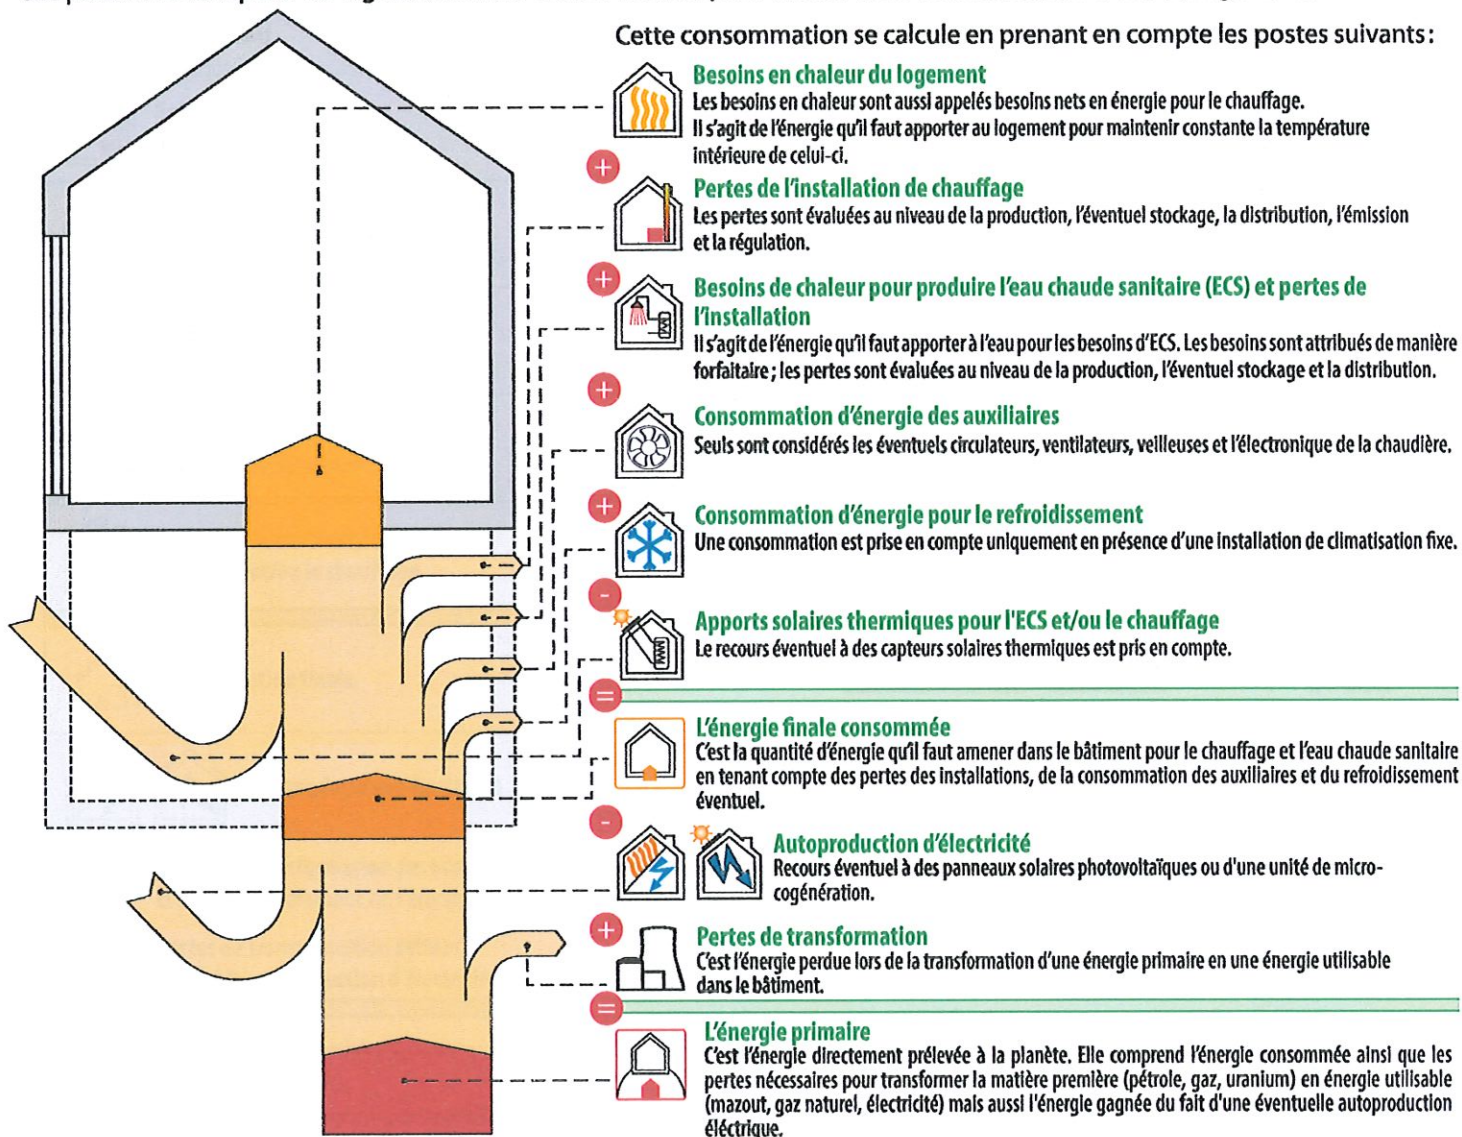 Cette consommation se calcule en prenant en compte les postes suivants :
Besoins en chaleur du logement
Les besoins en chaleur sont aussi appelés besoins nets en énergie pour le chauffage.
Il s'agit de l'énergie qu'il faut apporter au logement pour maintenir constante la température
intérieure de celui-ci.
+
Pertes de l'installation de chauffage
Les pertes sont évaluées au niveau de la production, l'éventuel stockage, la distribution, l'émission
et la régulation.
+
Besoins de chaleur pour produire l'eau chaude sanitaire (ECS) et pertes de
l'installation
Il s'agit de l'énergie qu'il faut apporter à l'eau pour les besoins d'ECS. Les besoins sont attribués de manière
forfaitaire ; les pertes sont évaluées au niveau de la production, l'éventuel stockage et la distribution.
+
Consommation d'énergie des auxiliaires
Seuls sont considérés les éventuels circulateurs, ventilateurs, veilleuses et l'électronique de la chaudière.
+
Consommation d'énergie pour le refroidissement
Une consommation est prise en compte uniquement en présence d'une installation de climatisation fixe.
-
Apports solaires thermiques pour l'ECS et/ou le chauffage
Le recours éventuel à des capteurs solaires thermiques est pris en compte.
=
L'énergie finale consommée
C'est la quantité d'énergie qu'il faut amener dans le bâtiment pour le chauffage et l'eau chaude sanitaire
en tenant compte des pertes des installations, de la consommation des auxiliaires et du refroidissement
éventuel.
-
Autoproduction d'électricité
Recours éventuel à des panneaux solaires photovoltaïques ou d'une unité de micro-
cogénération.
+
Pertes de transformation
C'est l'énergie perdue lors de la transformation d'une énergie primaire en une énergie utilisable
dans le bâtiment.
=
L'énergie primaire
C'est l'énergie directement prélevée à la planète. Elle comprend l'énergie consommée ainsi que les
pertes nécessaires pour transformer la matière première (pétrole, gaz, uranium) en énergie utilisable
(mazout, gaz naturel, électricité) mais aussi l'énergie gagnée du fait d'une éventuelle autoproduction
éléctrique.